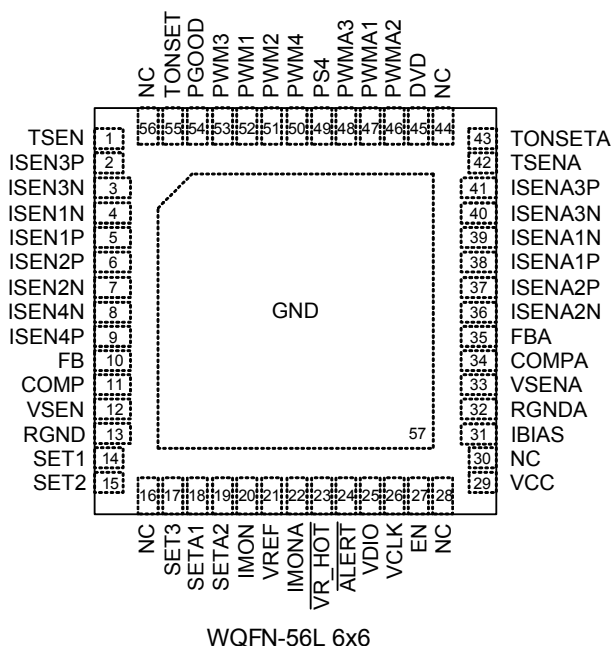 NC
TONSET
PGOOD
PWM3
PWM1
PWM2
PWM4
PS4
PWMA3
PWMA1
PWMA2
DVD
NC
56 55 54 53 52 51 50 49 48 47 46 45 44
TSEN 1
ISEN3P 2
ISEN3N 3
ISEN1N 4
ISEN1P 5
ISEN2P 6
ISEN2N 7
ISEN4N 8
ISEN4P 9
FB 10
COMP 11
VSEN 12
RGND 13
SET1 14
SET2 15
GND
57
43 TONSETA
42 TSENA
41 ISENA3P
40 ISENA3N
39 ISENA1N
38 ISENA1P
37 ISENA2P
36 ISENA2N
35 FBA
34 COMPA
33 VSENA
32 RGNDA
31 IBIAS
30 NC
29 VCC
16 17 18 19 20 21 22 23 24 25 26 27 28
NC
SET3
SETA1
SETA2
IMON
VREF
IMONA
VR_HOT
ALERT
VDIO
VCLK
EN
NC
WQFN-56L 6x6